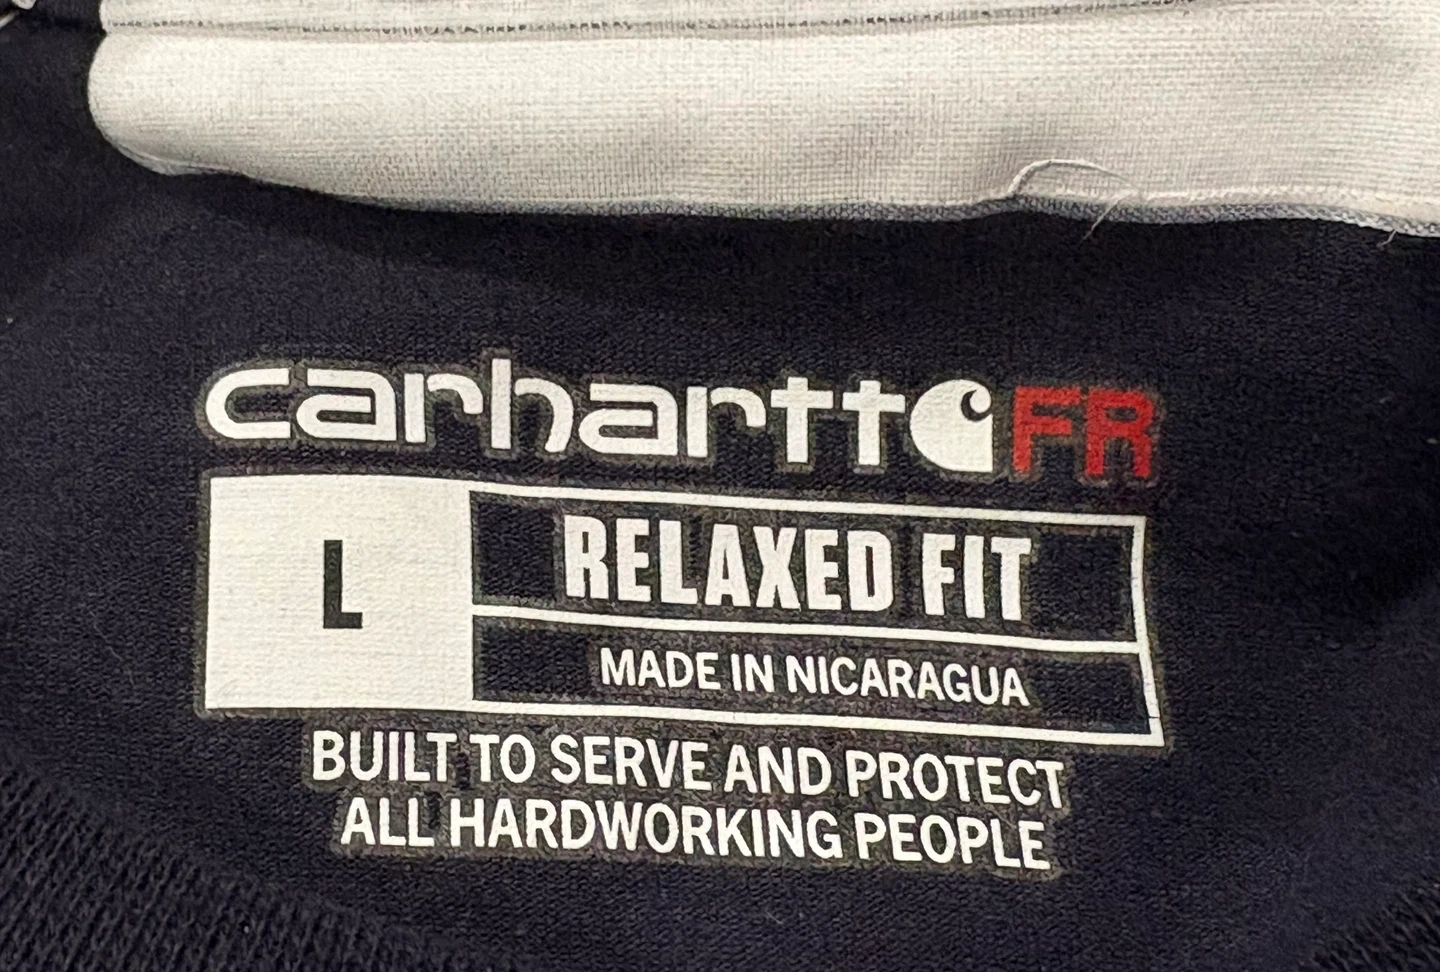 carhartt FR
L
RELAXED FIT
MADE IN NICARAGUA
BUILT TO SERVE AND PROTECT
ALL HARDWORKING PEOPLE